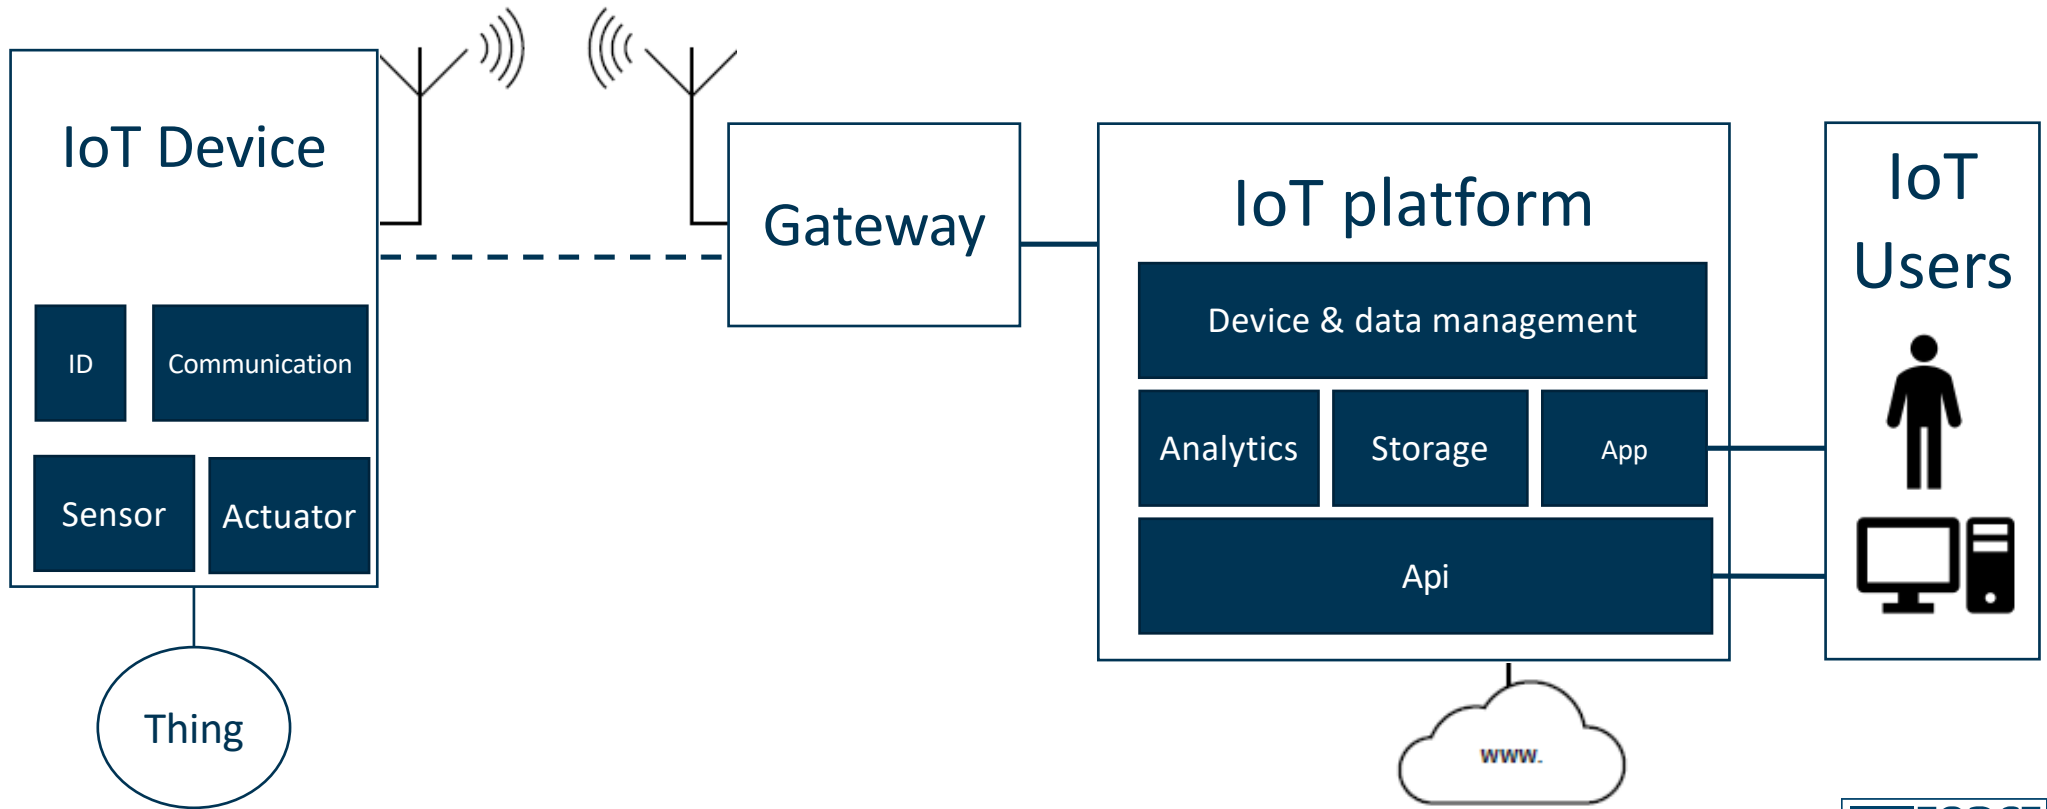 IoT Device
ID
Communication
Sensor
Actuator
Thing
Gateway
IoT platform
Device & data management
Analytics
Storage
App
Api
www.
IoT
Users